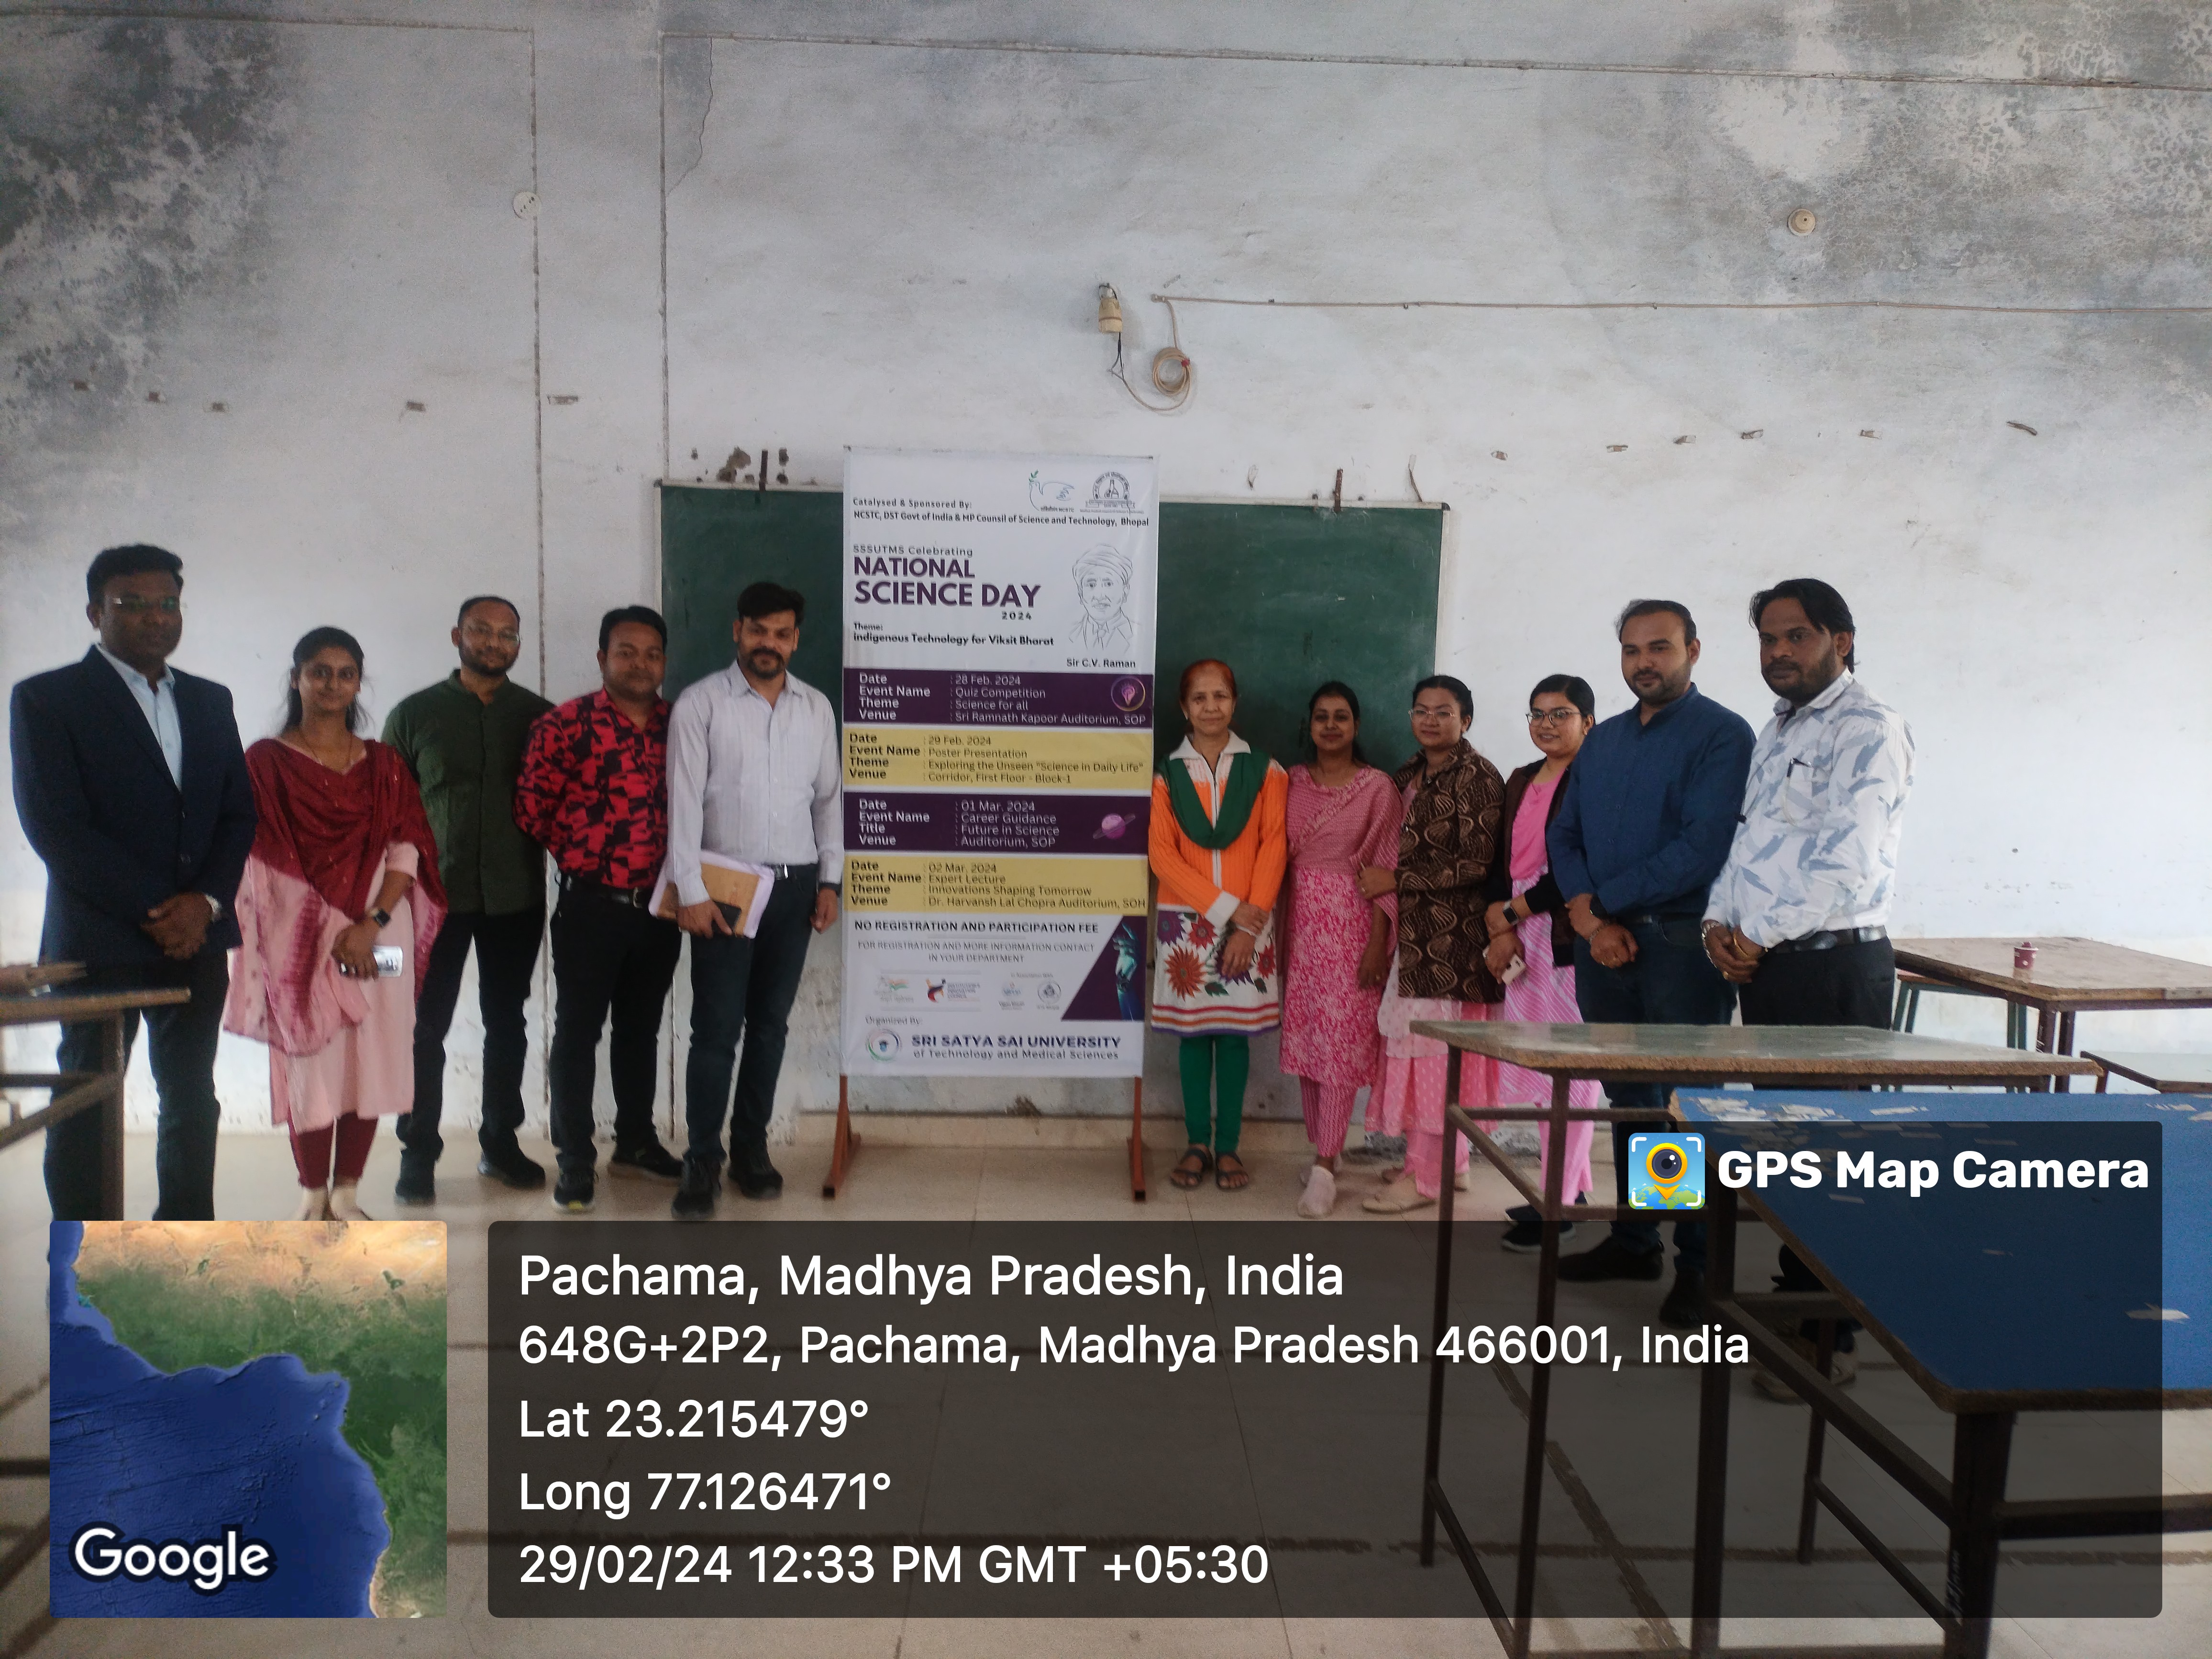 Catalysed & Sponsored By:
NCSTC, DST Govt of India & MP Counsil of Science and Technology, Bhopal
SSSUTMS Celebrating
NATIONAL
SCIENCE DAY
2024
Theme:
Indigenous Technology for Viksit Bharat
Sir C.V. Raman
Date : 28 Feb. 2024
Event Name : Quiz Competition
Theme : Science for all
Venue : Sri Ramnath Kapoor Auditorium, SOP
Date : 29 Feb. 2024
Event Name : Poster Presentation
Theme : Exploring the Unseen "Science in Daily Life"
Venue : Corridor, First Floor - Block-1
Date : 01 Mar. 2024
Event Name : Career Guidance
Title : Future in Science
Venue : Auditorium, SOP
Date : 02 Mar. 2024
Event Name : Expert Lecture
Theme : Innovations Shaping Tomorrow
Venue : Dr. Harvansh Lal Chopra Auditorium, SOH
NO REGISTRATION AND PARTICIPATION FEE
FOR REGISTRATION AND MORE INFORMATION CONTACT
IN YOUR DEPARTMENT
Organized By:
SRI SATYA SAI UNIVERSITY
of Technology and Medical Sciences
GPS Map Camera
Pachama, Madhya Pradesh, India
648G+2P2, Pachama, Madhya Pradesh 466001, India
Lat 23.215479°
Long 77.126471°
29/02/24 12:33 PM GMT +05:30
Google